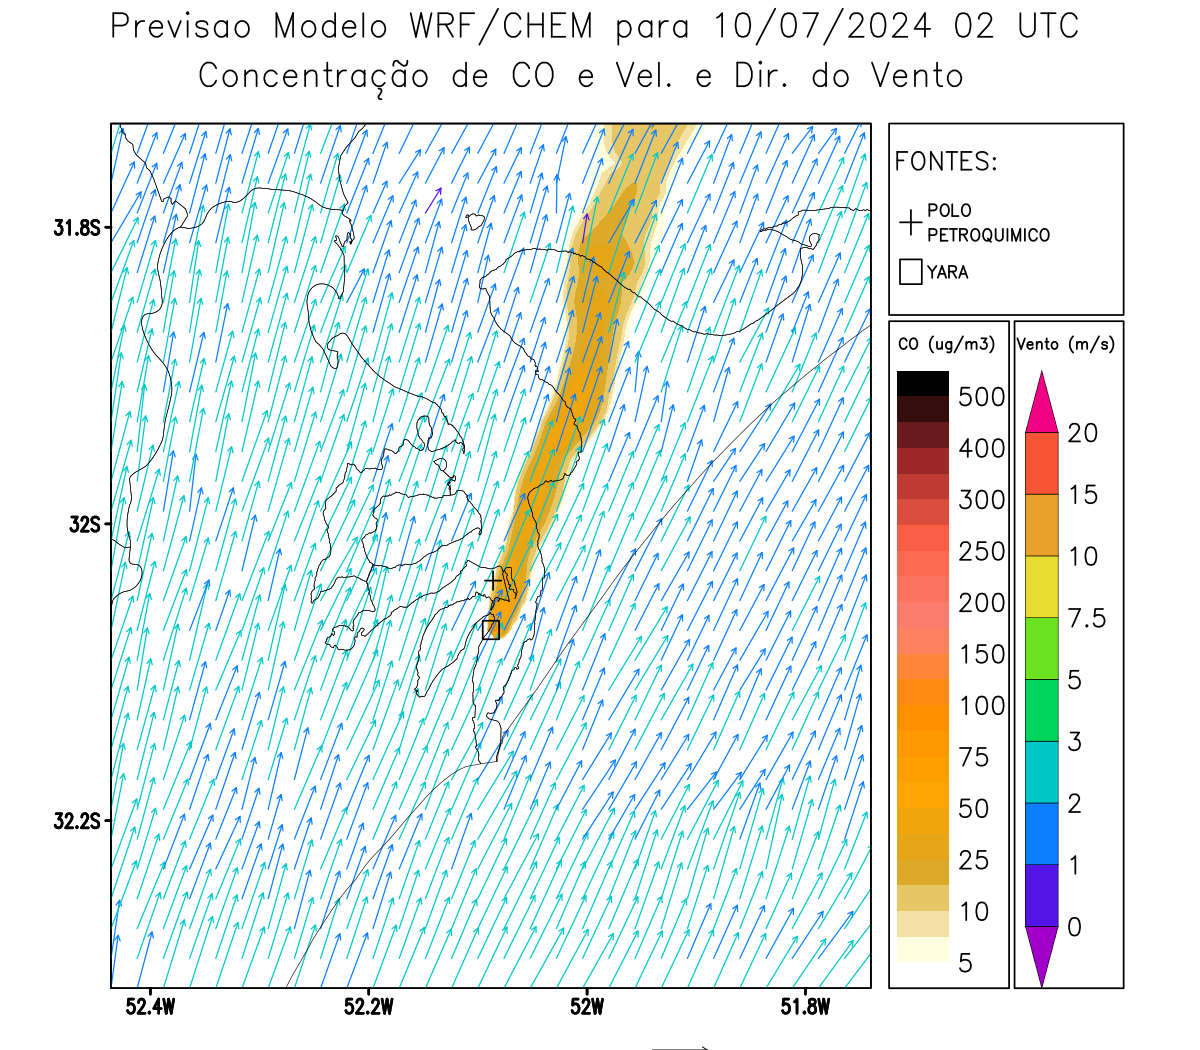 Previsao Modelo WRF/CHEM para 10/07/2024 02 UTC
Concentração de CO e Vel. e Dir. do Vento
FONTES:
POLO
PETROQUIMICO
YARA
31.8S
32S
32.2S
52.4W
52.2W
52W
51.8W
CO (ug/m3)
500
400
300
250
200
150
100
75
50
25
10
5
Vento (m/s)
20
15
10
7.5
5
3
2
1
0